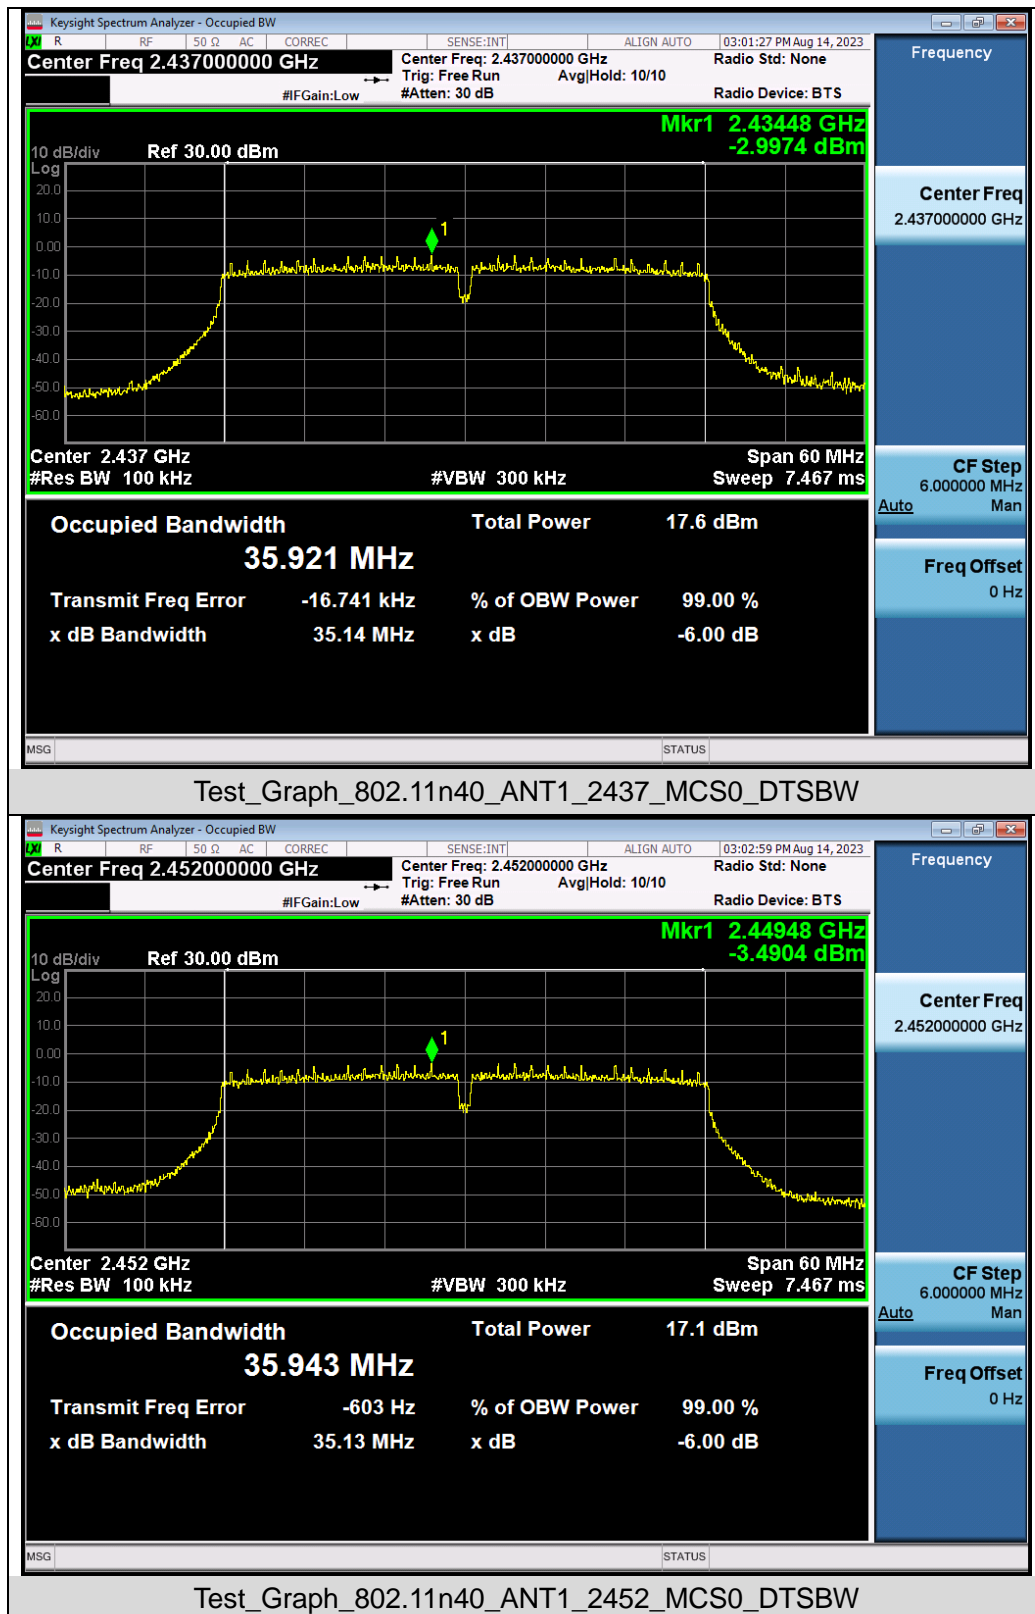 Keysight Spectrum Analyzer - Occupied BW
LXI R RF 50 Ω AC CORREC SENSE:INT ALIGN AUTO 03:01:27 PM Aug 14, 2023
Center Freq 2.437000000 GHz
Center Freq: 2.437000000 GHz
Radio Std: None
Trig: Free Run Avg|Hold: 10/10
#IFGain:Low
#Atten: 30 dB
Radio Device: BTS
Frequency
Mkr1 2.43448 GHz
-2.9974 dBm
10 dB/div Ref 30.00 dBm
Log
20.0
10.0
0.00
-10.0
-20.0
-30.0
-40.0
-50.0
-60.0
1
Center 2.437 GHz Span 60 MHz
#Res BW 100 kHz #VBW 300 kHz Sweep 7.467 ms
Center Freq
2.437000000 GHz
CF Step
6.000000 MHz
Auto Man
Freq Offset
0 Hz
Occupied Bandwidth Total Power 17.6 dBm
35.921 MHz
Transmit Freq Error -16.741 kHz % of OBW Power 99.00 %
x dB Bandwidth 35.14 MHz x dB -6.00 dB
MSG STATUS
Test_Graph_802.11n40_ANT1_2437_MCS0_DTSBW
Keysight Spectrum Analyzer - Occupied BW
LXI R RF 50 Ω AC CORREC SENSE:INT ALIGN AUTO 03:02:59 PM Aug 14, 2023
Center Freq 2.452000000 GHz
Center Freq: 2.452000000 GHz
Radio Std: None
Trig: Free Run Avg|Hold: 10/10
#IFGain:Low
#Atten: 30 dB
Radio Device: BTS
Frequency
Mkr1 2.44948 GHz
-3.4904 dBm
10 dB/div Ref 30.00 dBm
Log
20.0
10.0
0.00
-10.0
-20.0
-30.0
-40.0
-50.0
-60.0
1
Center 2.452 GHz Span 60 MHz
#Res BW 100 kHz #VBW 300 kHz Sweep 7.467 ms
Center Freq
2.452000000 GHz
CF Step
6.000000 MHz
Auto Man
Freq Offset
0 Hz
Occupied Bandwidth Total Power 17.1 dBm
35.943 MHz
Transmit Freq Error -603 Hz % of OBW Power 99.00 %
x dB Bandwidth 35.13 MHz x dB -6.00 dB
MSG STATUS
Test_Graph_802.11n40_ANT1_2452_MCS0_DTSBW